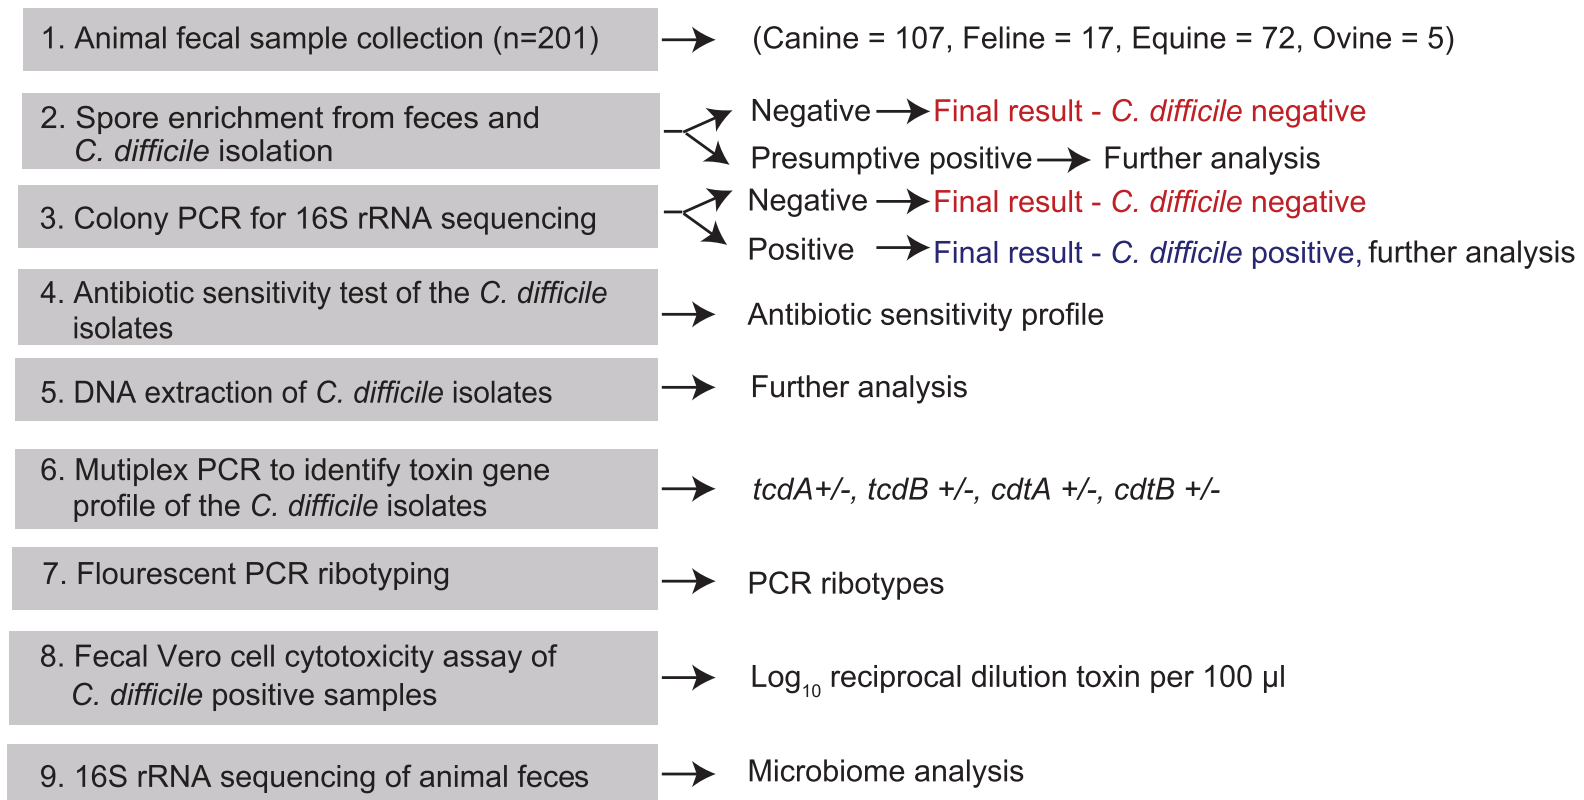 1. Animal fecal sample collection (n=201)
(Canine = 107, Feline = 17, Equine = 72, Ovine = 5)
2. Spore enrichment from feces and
C. difficile isolation
Negative
Final result - C. difficile negative
Presumptive positive
Further analysis
3. Colony PCR for 16S rRNA sequencing
Negative
Final result - C. difficile negative
Positive
Final result - C. difficile positive, further analysis
4. Antibiotic sensitivity test of the C. difficile
isolates
Antibiotic sensitivity profile
5. DNA extraction of C. difficile isolates
Further analysis
6. Mutiplex PCR to identify toxin gene
profile of the C. difficile isolates
tcdA+/-, tcdB +/-, cdtA +/-, cdtB +/-
7. Flourescent PCR ribotyping
PCR ribotypes
8. Fecal Vero cell cytotoxicity assay of
C. difficile positive samples
Log10 reciprocal dilution toxin per 100 µl
9. 16S rRNA sequencing of animal feces
Microbiome analysis